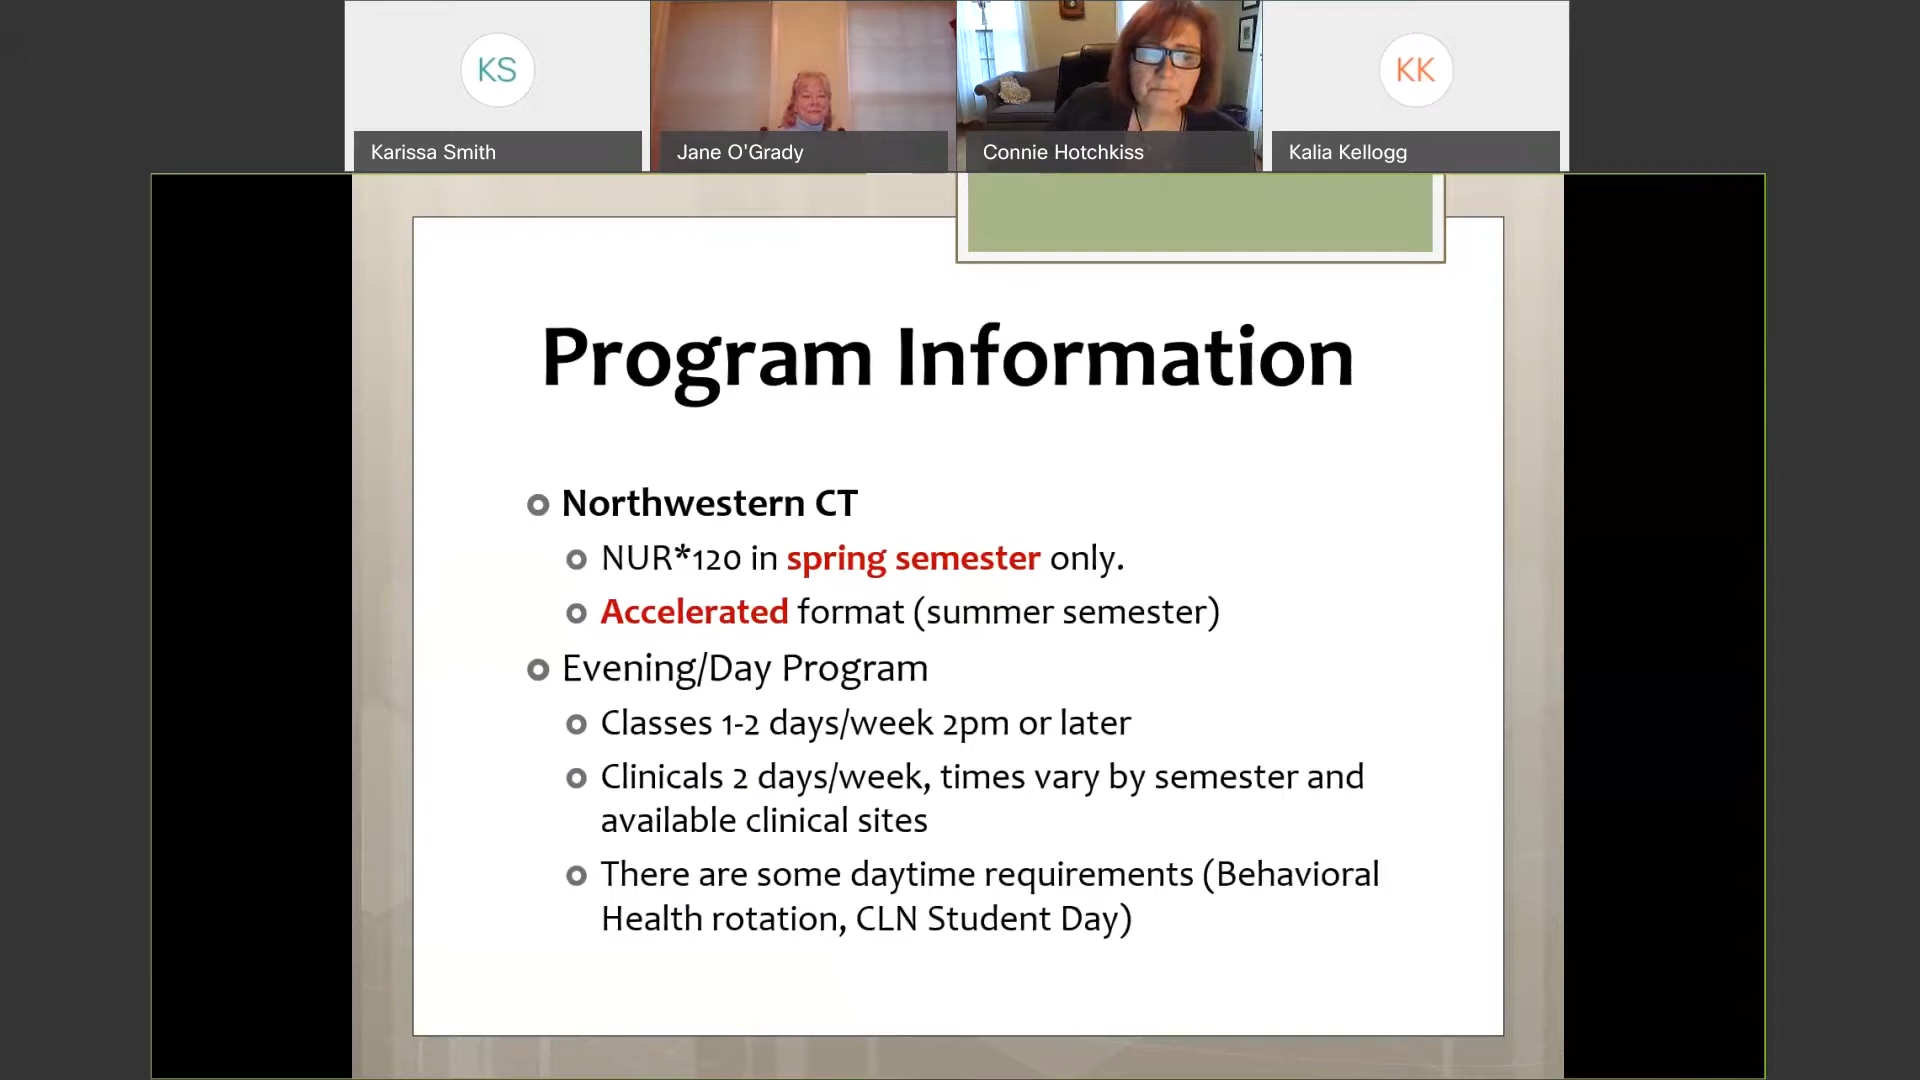 KS
KK
Karissa Smith
Jane O'Grady
Connie Hotchkiss
Kalia Kellogg
Program Information
Northwestern CT
NUR*120 in spring semester only.
Accelerated format (summer semester)
Evening/Day Program
Classes 1-2 days/week 2pm or later
Clinicals 2 days/week, times vary by semester and
available clinical sites
There are some daytime requirements (Behavioral
Health rotation, CLN Student Day)